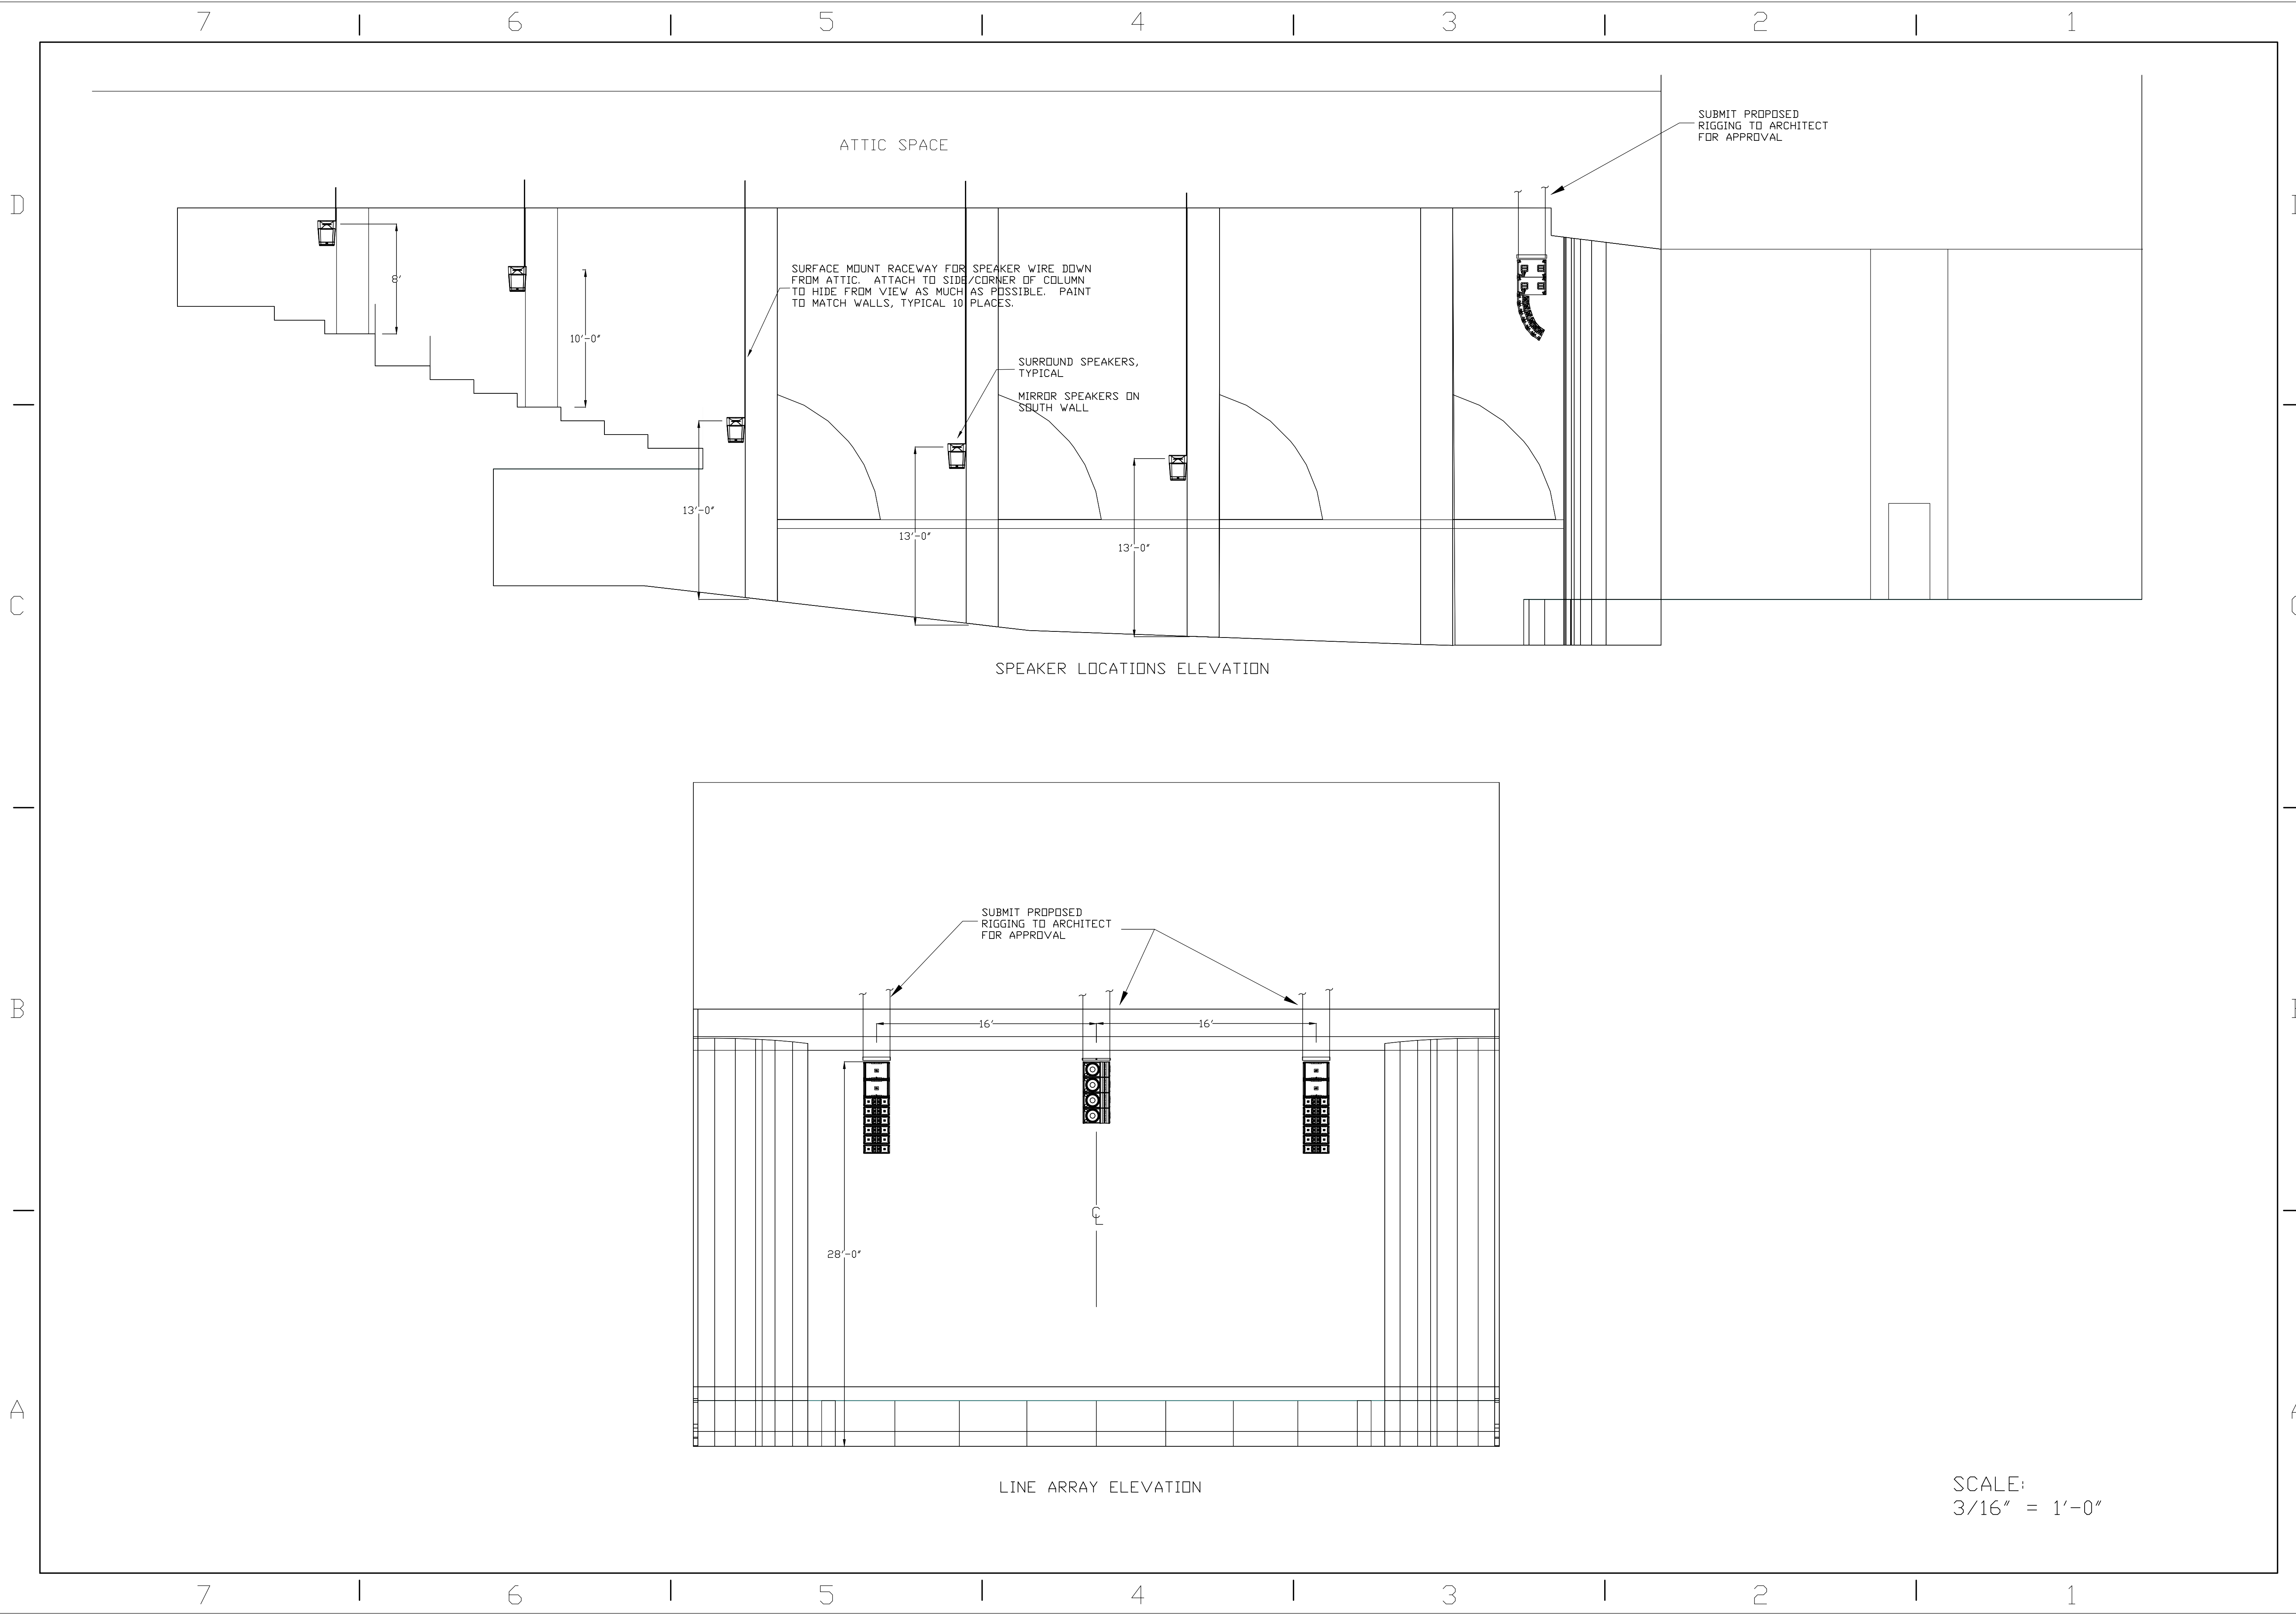 7 6 5 4 3 2 1
SUBMIT PROPOSED
RIGGING TO ARCHITECT
FOR APPROVAL
ATTIC SPACE
D
8'
SURFACE MOUNT RACEWAY FOR SPEAKER WIRE DOWN
FROM ATTIC. ATTACH TO SIDE/CORNER OF COLUMN
TO HIDE FROM VIEW AS MUCH AS POSSIBLE. PAINT
TO MATCH WALLS, TYPICAL 10 PLACES.
10'-0"
SURROUND SPEAKERS,
TYPICAL
MIRROR SPEAKERS ON
SOUTH WALL
13'-0"
13'-0"
13'-0"
C
SPEAKER LOCATIONS ELEVATION
SUBMIT PROPOSED
RIGGING TO ARCHITECT
FOR APPROVAL
B
16' 16'
CL
28'-0"
A
LINE ARRAY ELEVATION
SCALE:
3/16" = 1'-0"
7 6 5 4 3 2 1